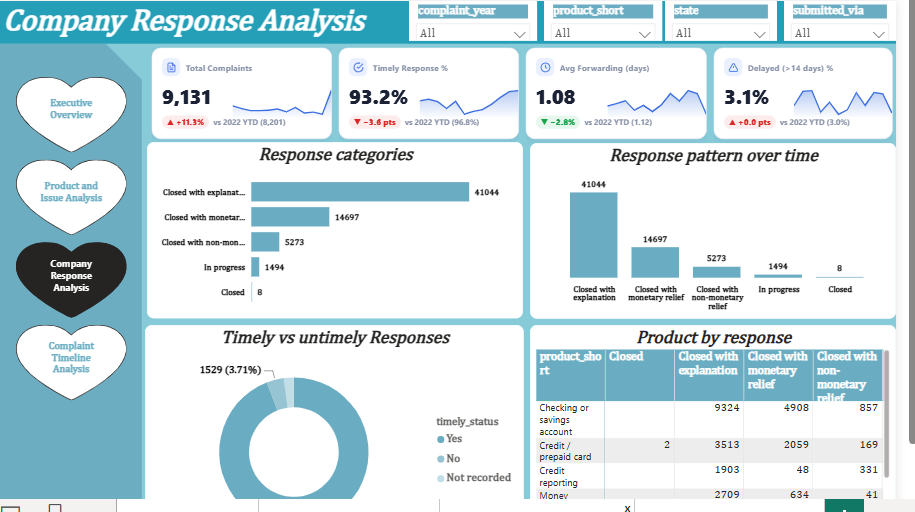 Company Response Analysis
complaint_year
product_short
state
submitted_via
All
All
All
All
Executive
Overview
Product and
Issue Analysis
Company
Response
Analysis
Complaint
Timeline
Analysis
Total Complaints
9,131
▲ +11.3% vs 2022 YTD (8,201)
Timely Response %
93.2%
▼ −3.6 pts vs 2022 YTD (96.8%)
Avg Forwarding (days)
1.08
▼ −2.8% vs 2022 YTD (1.12)
Delayed (>14 days) %
3.1%
▲ +0.0 pts vs 2022 YTD (3.0%)
Response categories
Closed with explanat... 41044
Closed with monetar... 14697
Closed with non-mon... 5273
In progress 1494
Closed 8
Response pattern over time
41044
14697
5273
1494
8
Closed with
explanation
Closed with
monetary relief
Closed with
non-monetary
relief
In progress
Closed
Timely vs untimely Responses
1529 (3.71%)
timely_status
Yes
No
Not recorded
Product by response
product_sho
rt
Closed
Closed with
explanation
Closed with
monetary
relief
Closed with
non-
monetary
relief
Checking or
savings
account
9324 4908 857
Credit /
prepaid card
2 3513 2059 169
Credit
reporting
1903 48 331
Money 2709 634 41
x